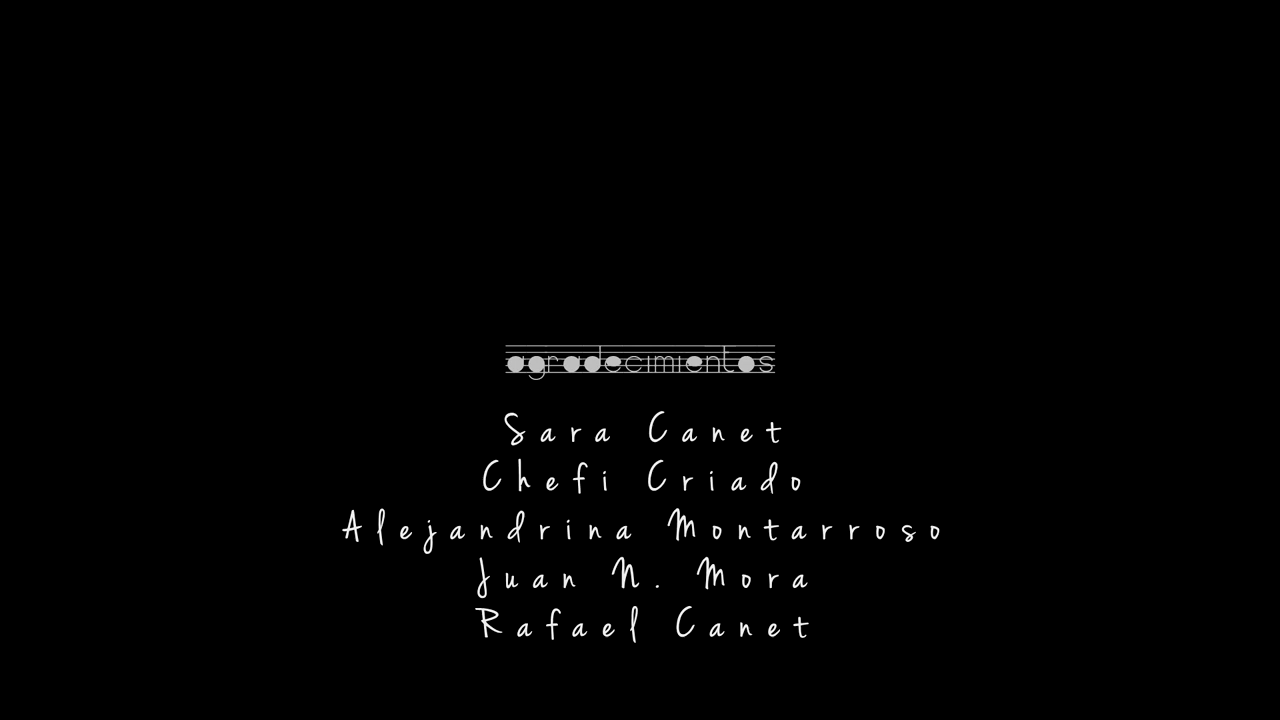 agradecimientos
Sara Canet
Chefi Criado
Alejandrina Montarroso
Juan N. Mora
Rafael Canet